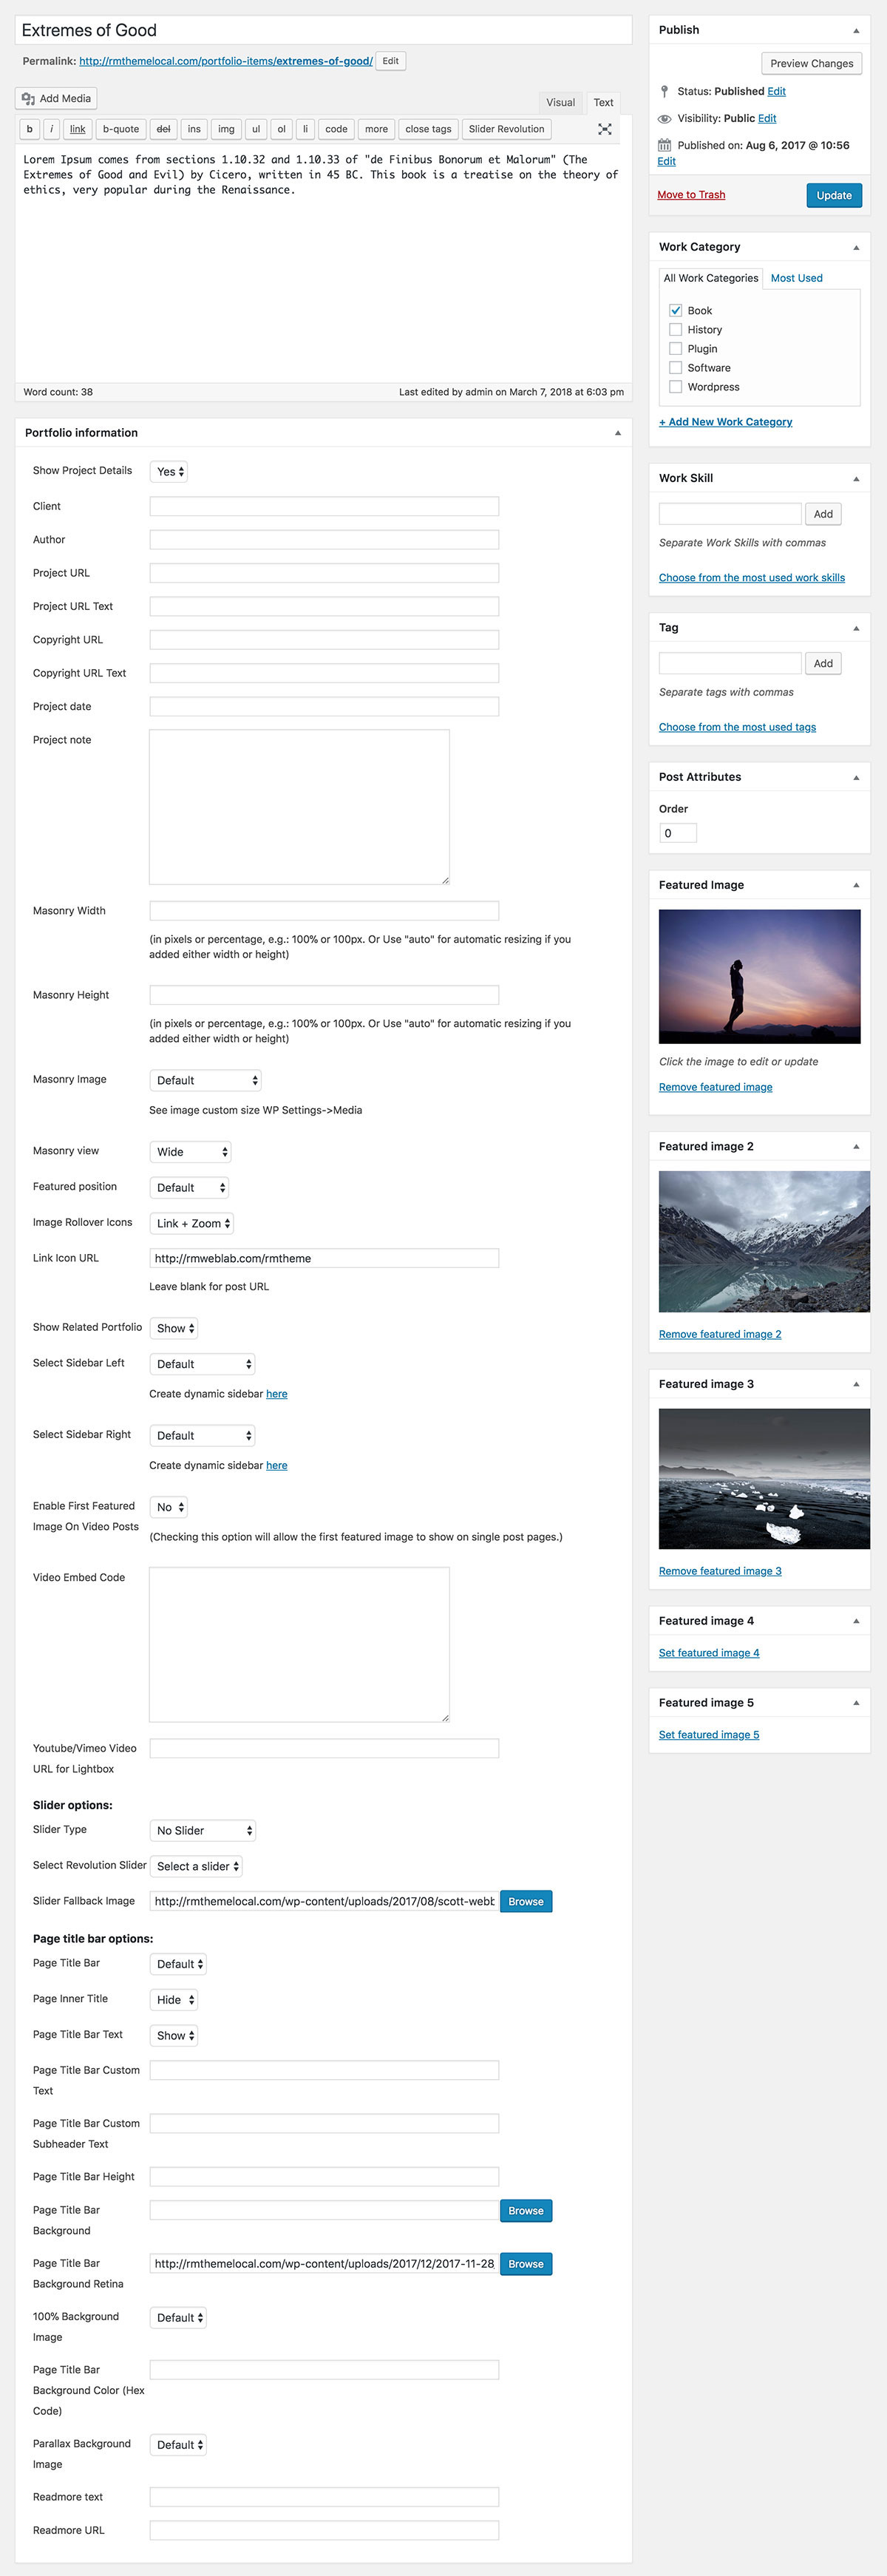 Extremes of Good
Permalink: http://rmthemelocal.com/portfolio-items/extremes-of-good/ Edit
Add Media
Visual Text
b i link b-quote del ins img ul ol li code more close tags Slider Revolution
Lorem Ipsum comes from sections 1.10.32 and 1.10.33 of "de Finibus Bonorum et Malorum" (The
Extremes of Good and Evil) by Cicero, written in 45 BC. This book is a treatise on the theory of
ethics, very popular during the Renaissance.
Word count: 38 Last edited by admin on March 7, 2018 at 6:03 pm
Portfolio information
Show Project Details Yes
Client
Author
Project URL
Project URL Text
Copyright URL
Copyright URL Text
Project date
Project note
Masonry Width
(in pixels or percentage, e.g.: 100% or 100px. Or Use "auto" for automatic resizing if you
added either width or height)
Masonry Height
(in pixels or percentage, e.g.: 100% or 100px. Or Use "auto" for automatic resizing if you
added either width or height)
Masonry Image Default
See image custom size WP Settings->Media
Masonry view Wide
Featured position Default
Image Rollover Icons Link + Zoom
Link Icon URL http://rmweblab.com/rmtheme
Leave blank for post URL
Show Related Portfolio Show
Select Sidebar Left Default
Create dynamic sidebar here
Select Sidebar Right Default
Create dynamic sidebar here
Enable First Featured No
Image On Video Posts
(Checking this option will allow the first featured image to show on single post pages.)
Video Embed Code
Youtube/Vimeo Video
URL for Lightbox
Slider options:
Slider Type No Slider
Select Revolution Slider Select a slider
Slider Fallback Image http://rmthemelocal.com/wp-content/uploads/2017/08/scott-webb Browse
Page title bar options:
Page Title Bar Default
Page Inner Title Hide
Page Title Bar Text Show
Page Title Bar Custom
Text
Page Title Bar Custom
Subheader Text
Page Title Bar Height
Page Title Bar Browse
Background
Page Title Bar http://rmthemelocal.com/wp-content/uploads/2017/12/2017-11-28 Browse
Background Retina
100% Background Default
Image
Page Title Bar
Background Color (Hex
Code)
Parallax Background Default
Image
Readmore text
Readmore URL
Publish
Preview Changes
Status: Published Edit
Visibility: Public Edit
Published on: Aug 6, 2017 @ 10:56
Edit
Move to Trash Update
Work Category
All Work Categories Most Used
Book
History
Plugin
Software
Wordpress
+ Add New Work Category
Work Skill
Add
Separate Work Skills with commas
Choose from the most used work skills
Tag
Add
Separate tags with commas
Choose from the most used tags
Post Attributes
Order
0
Featured Image
Click the image to edit or update
Remove featured image
Featured image 2
Remove featured image 2
Featured image 3
Remove featured image 3
Featured image 4
Set featured image 4
Featured image 5
Set featured image 5